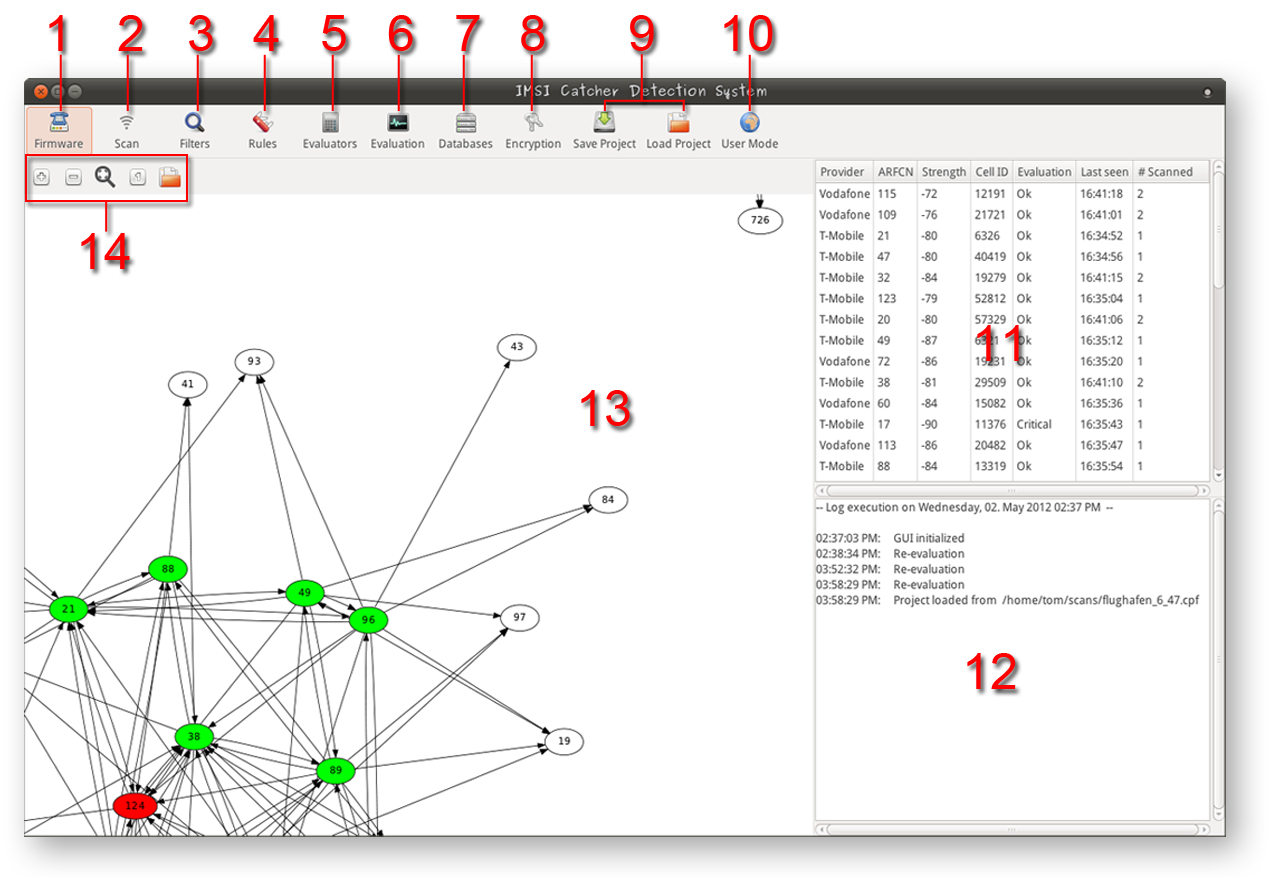 1 2 3 4 5 6 7 8 9 10
IMSI Catcher Detection System
Firmware Scan Filters Rules Evaluators Evaluation Databases Encryption Save Project Load Project User Mode
14
Provider ARFCN Strength Cell ID Evaluation Last seen # Scanned
Vodafone 115 -72 12191 Ok 16:41:18 2
Vodafone 109 -76 21721 Ok 16:41:01 2
T-Mobile 21 -80 6326 Ok 16:34:52 1
T-Mobile 47 -80 40419 Ok 16:34:56 1
T-Mobile 32 -84 19279 Ok 16:41:15 2
T-Mobile 123 -79 52812 Ok 16:35:04 1
T-Mobile 20 -80 57329 Ok 16:41:06 2
T-Mobile 49 -87 Ok 16:35:12 1
Vodafone 72 -86 19231 Ok 16:35:20 1
T-Mobile 38 -81 29509 Ok 16:41:10 2
Vodafone 60 -84 15082 Ok 16:35:36 1
T-Mobile 17 -90 11376 Critical 16:35:43 1
Vodafone 113 -86 20482 Ok 16:35:47 1
T-Mobile 88 -84 13319 Ok 16:35:54 1
11
-- Log execution on Wednesday, 02. May 2012 02:37 PM --
02:37:03 PM: GUI initialized
02:38:34 PM: Re-evaluation
03:52:32 PM: Re-evaluation
03:58:29 PM: Re-evaluation
03:58:29 PM: Project loaded from /home/tom/scans/flughafen_6_47.cpf
12
726
43
93
41
13
84
88
49
21
96
97
38
19
89
124